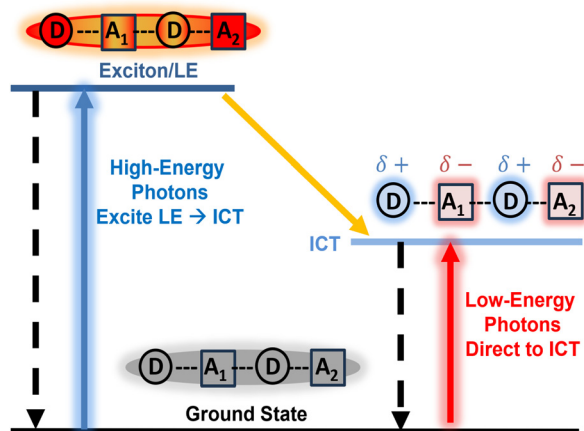 D---A₁---D---A₂
Exciton/LE
High-Energy
Photons
Excite LE → ICT
δ+ δ− δ+ δ−
D---A₁---D---A₂
ICT
Low-Energy
Photons
Direct to ICT
D---A₁---D---A₂
Ground State